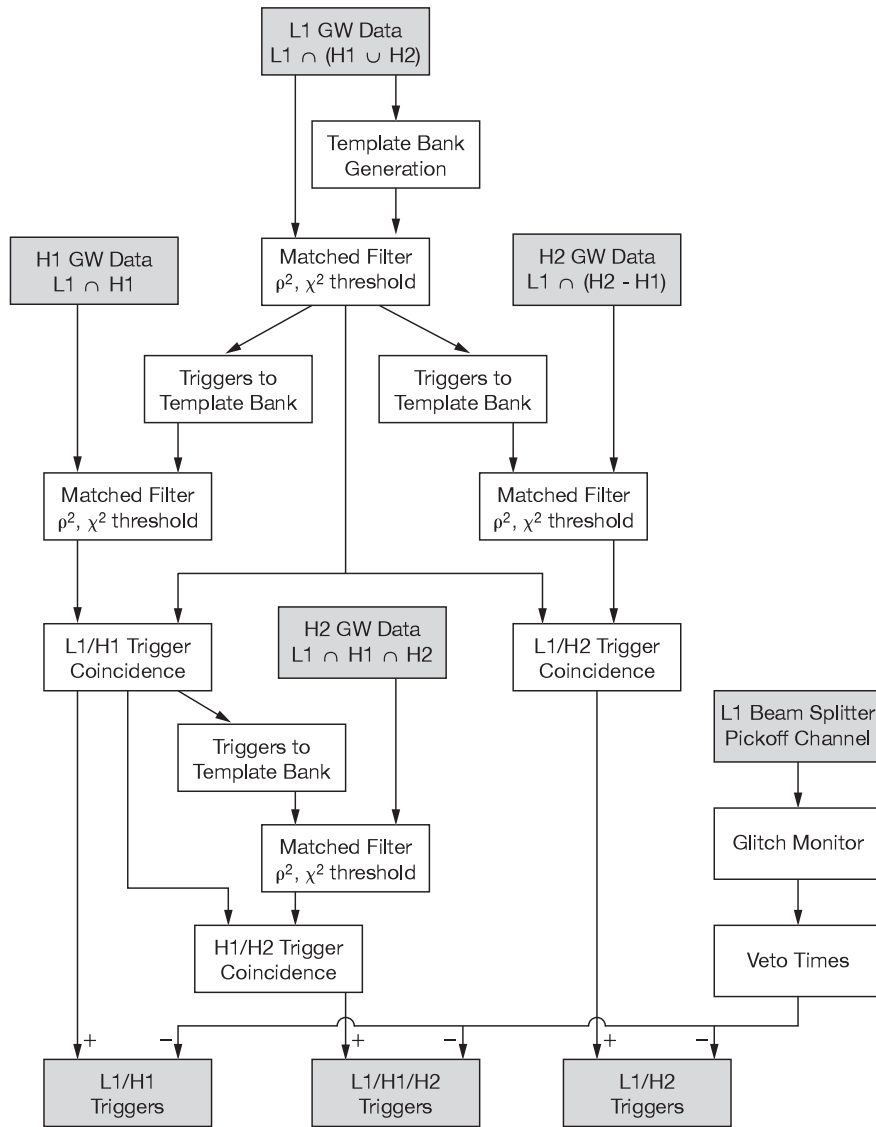 L1 GW Data
L1 ∩ (H1 ∪ H2)
Template Bank
Generation
H1 GW Data
L1 ∩ H1
Matched Filter
ρ², χ² threshold
H2 GW Data
L1 ∩ (H2 - H1)
Triggers to
Template Bank
Triggers to
Template Bank
Matched Filter
ρ², χ² threshold
Matched Filter
ρ², χ² threshold
L1/H1 Trigger
Coincidence
H2 GW Data
L1 ∩ H1 ∩ H2
L1/H2 Trigger
Coincidence
L1 Beam Splitter
Pickoff Channel
Triggers to
Template Bank
Glitch Monitor
Matched Filter
ρ², χ² threshold
H1/H2 Trigger
Coincidence
Veto Times
+ − + − + −
L1/H1
Triggers
L1/H1/H2
Triggers
L1/H2
Triggers